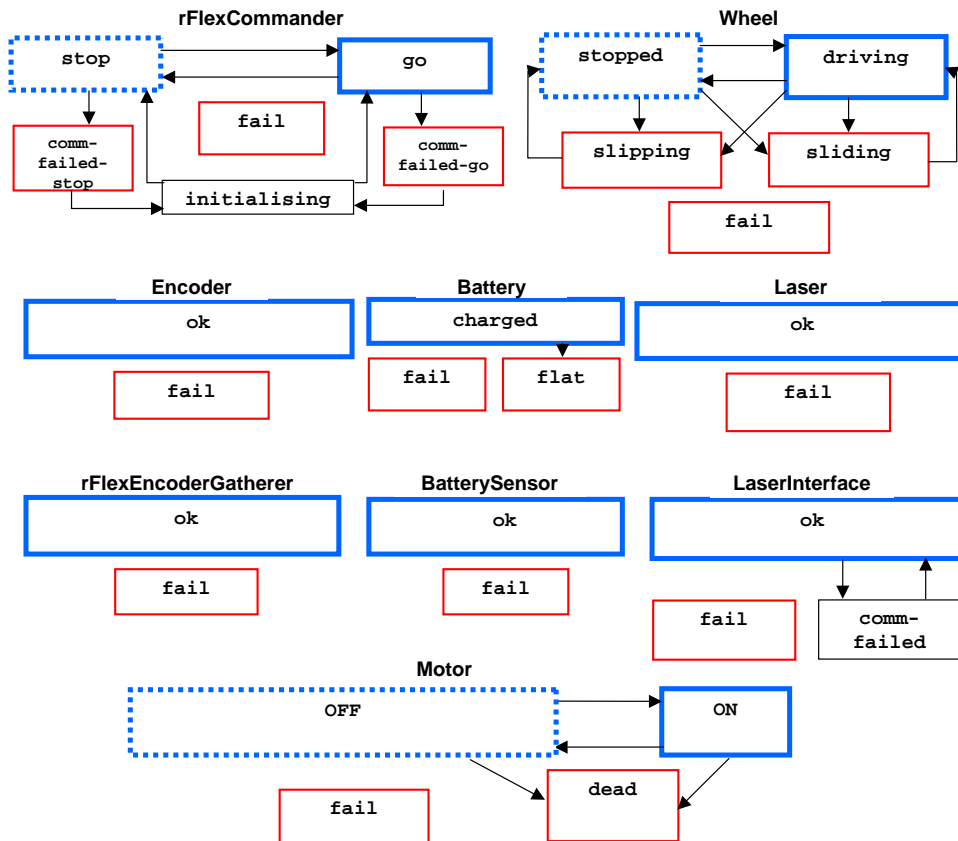 rFlexCommander
stop
go
fail
comm-
failed-
stop
comm-
failed-go
initialising
Wheel
stopped
driving
slipping
sliding
fail
Encoder
ok
fail
Battery
charged
fail
flat
Laser
ok
fail
rFlexEncoderGatherer
ok
fail
BatterySensor
ok
fail
LaserInterface
ok
fail
comm-
failed
Motor
OFF
ON
dead
fail